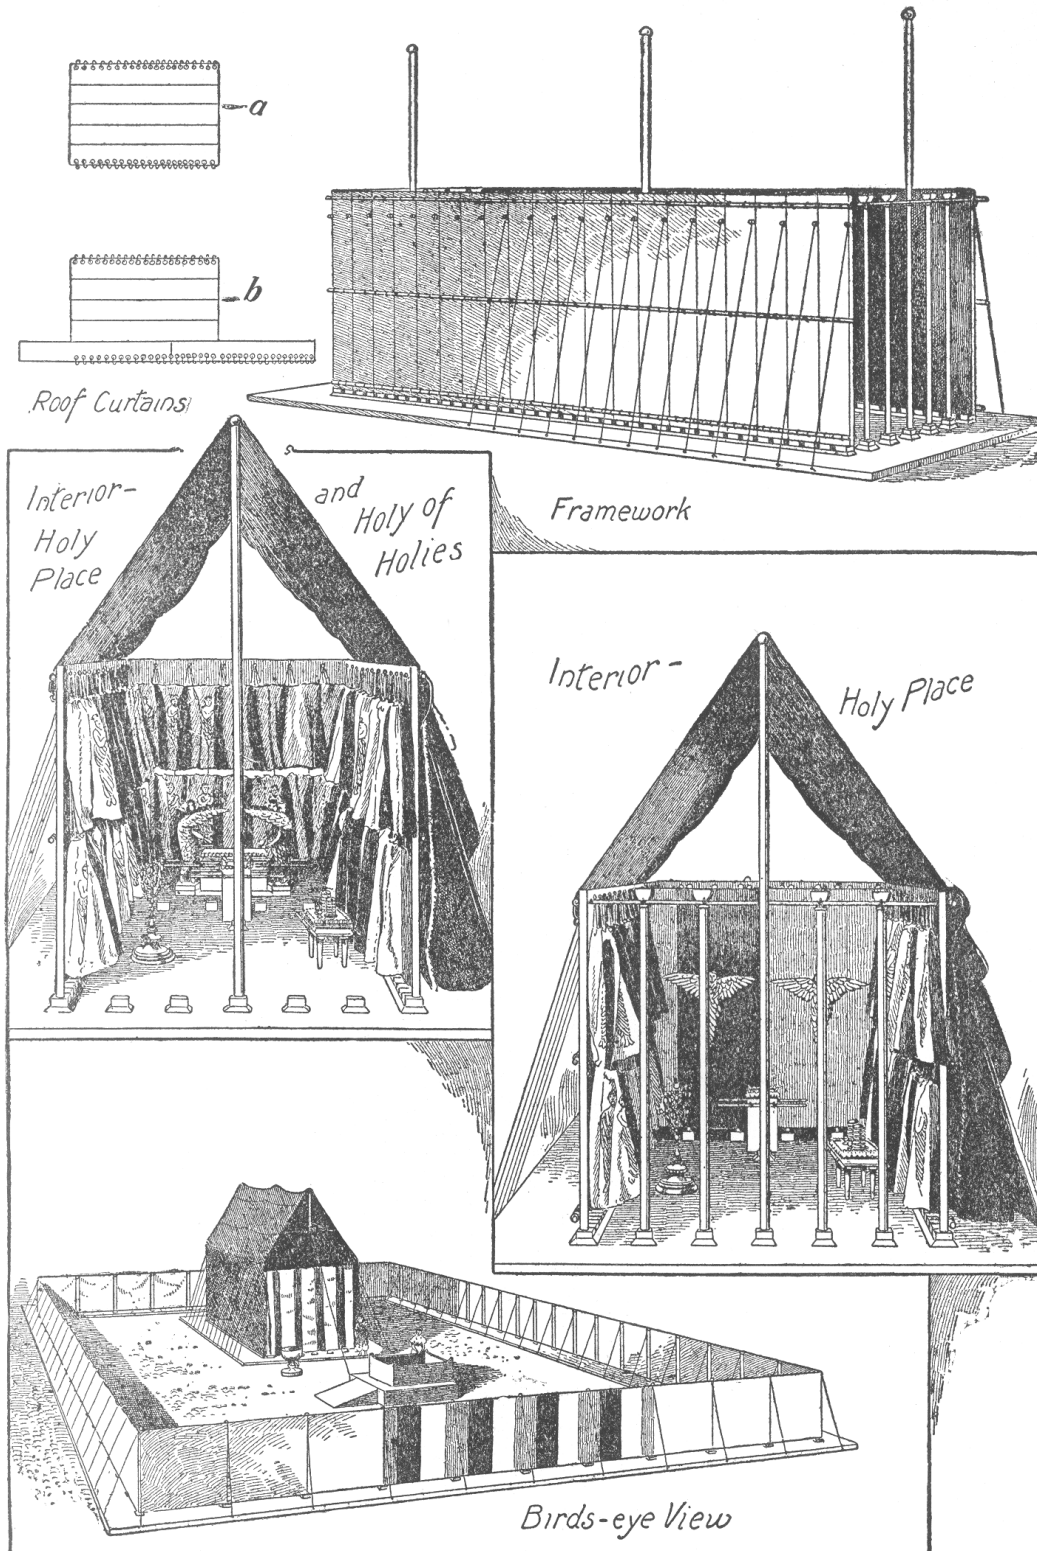 a
b
Roof Curtains
Framework
Interior-
Holy
Place
and
Holy of
Holies
Interior-
Holy Place
Birds-eye View